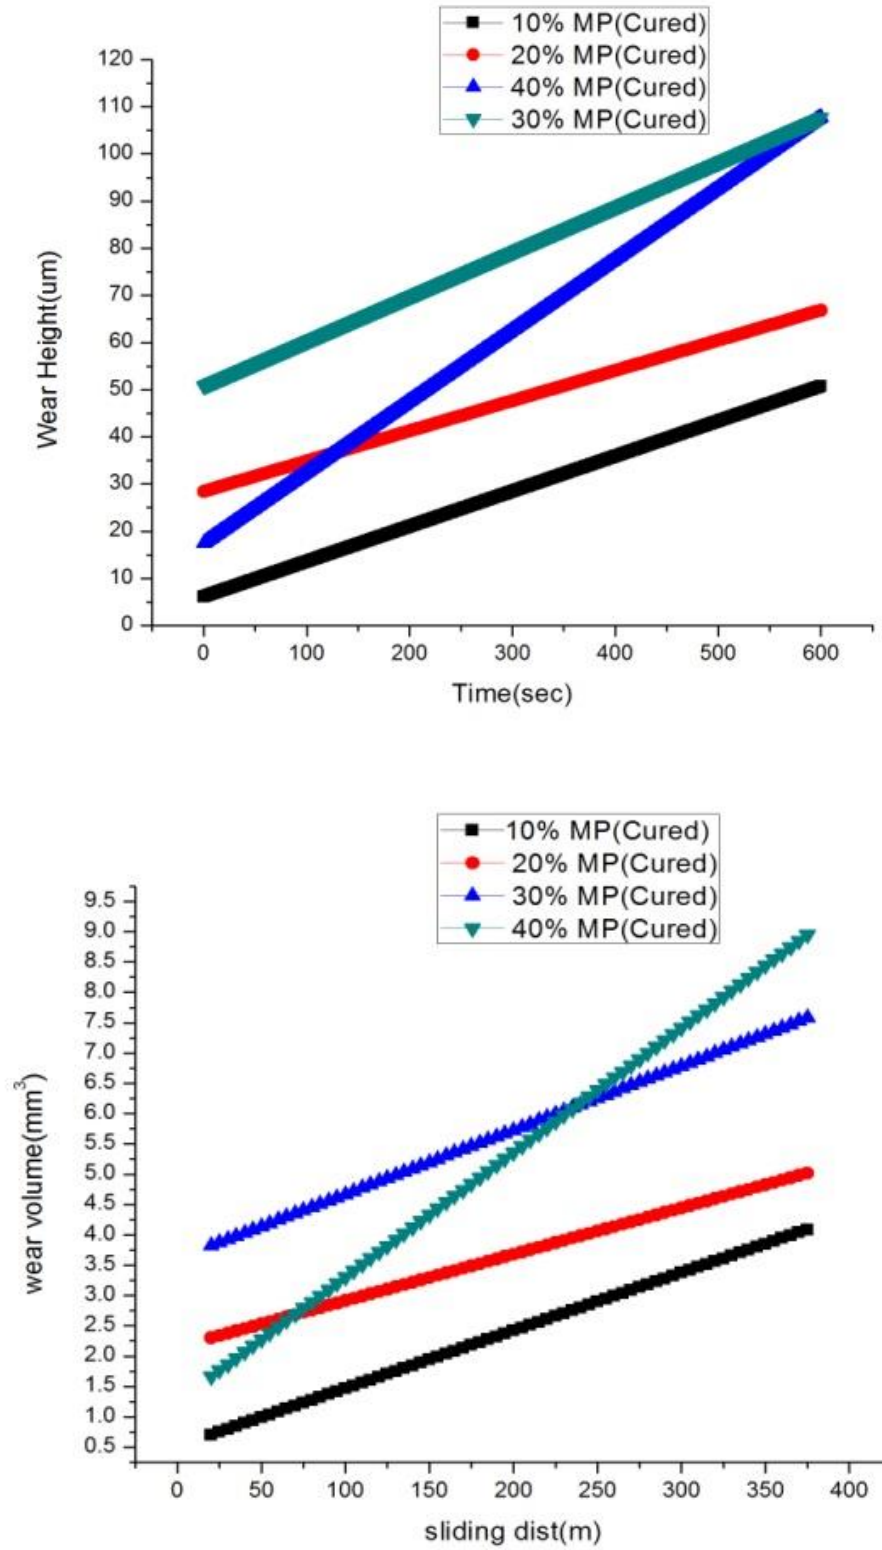 10% MP(Cured)
20% MP(Cured)
40% MP(Cured)
30% MP(Cured)
120
110
100
90
80
70
60
50
40
30
20
10
0
Wear Height(um)
0 100 200 300 400 500 600
Time(sec)
10% MP(Cured)
20% MP(Cured)
30% MP(Cured)
40% MP(Cured)
9.5
9.0
8.5
8.0
7.5
7.0
6.5
6.0
5.5
5.0
4.5
4.0
3.5
3.0
2.5
2.0
1.5
1.0
0.5
wear volume(mm³)
0 50 100 150 200 250 300 350 400
sliding dist(m)